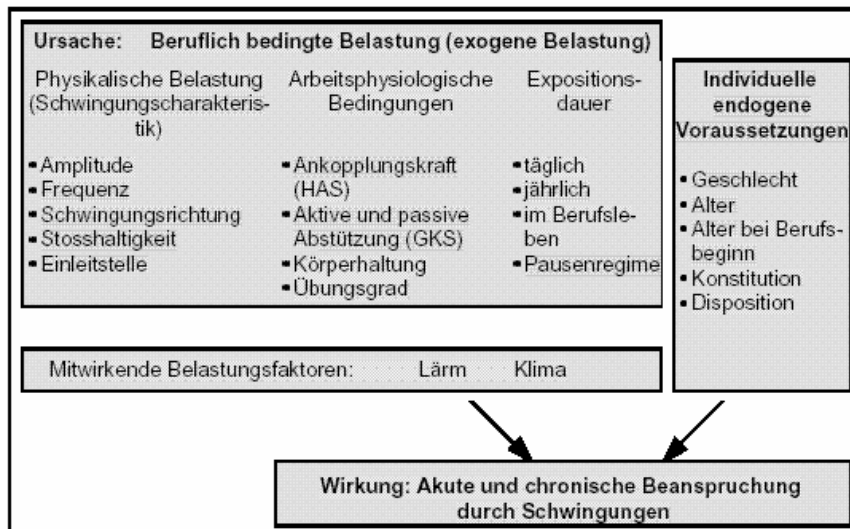 Ursache: Beruflich bedingte Belastung (exogene Belastung)
Physikalische Belastung
(Schwingungscharakteris-
tik)
▪Amplitude
▪Frequenz
▪Schwingungsrichtung
▪Stosshaltigkeit
▪Einleitstelle
Arbeitsphysiologische
Bedingungen
▪Ankopplungskraft
(HAS)
▪Aktive und passive
Abstützung (GKS)
▪Körperhaltung
▪Übungsgrad
Expositions-
dauer
▪täglich
▪jährlich
▪im Berufsle-
ben
▪Pausenregime
Individuelle
endogene
Voraussetzungen
▪Geschlecht
▪Alter
▪Alter bei Berufs-
beginn
▪Konstitution
▪Disposition
Mitwirkende Belastungsfaktoren: Lärm Klima
Wirkung: Akute und chronische Beanspruchung
durch Schwingungen